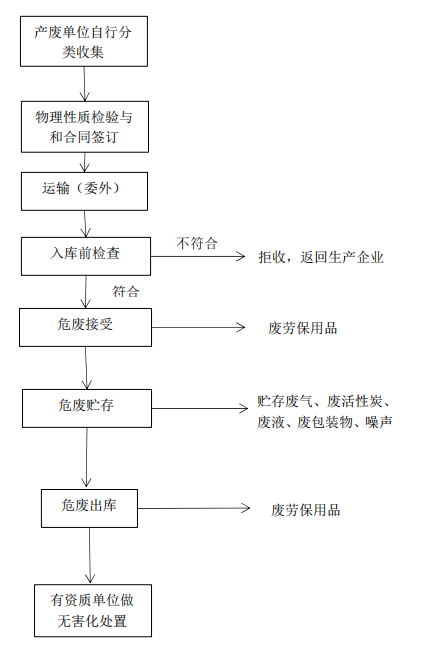 产废单位自行分
类收集
物理性质检验与
和合同签订
运输（委外）
入库前检查
不符合
拒收，返回生产企业
符合
危废接受
废劳保用品
危废贮存
贮存废气、废活性炭、
废液、废包装物、噪声
危废出库
废劳保用品
有资质单位做
无害化处置